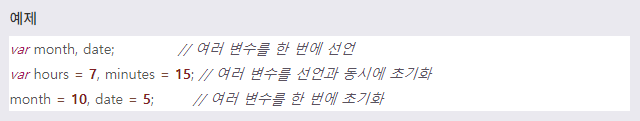 예제
var month, date; // 여러 변수를 한 번에 선언
var hours = 7, minutes = 15; // 여러 변수를 선언과 동시에 초기화
month = 10, date = 5; // 여러 변수를 한 번에 초기화